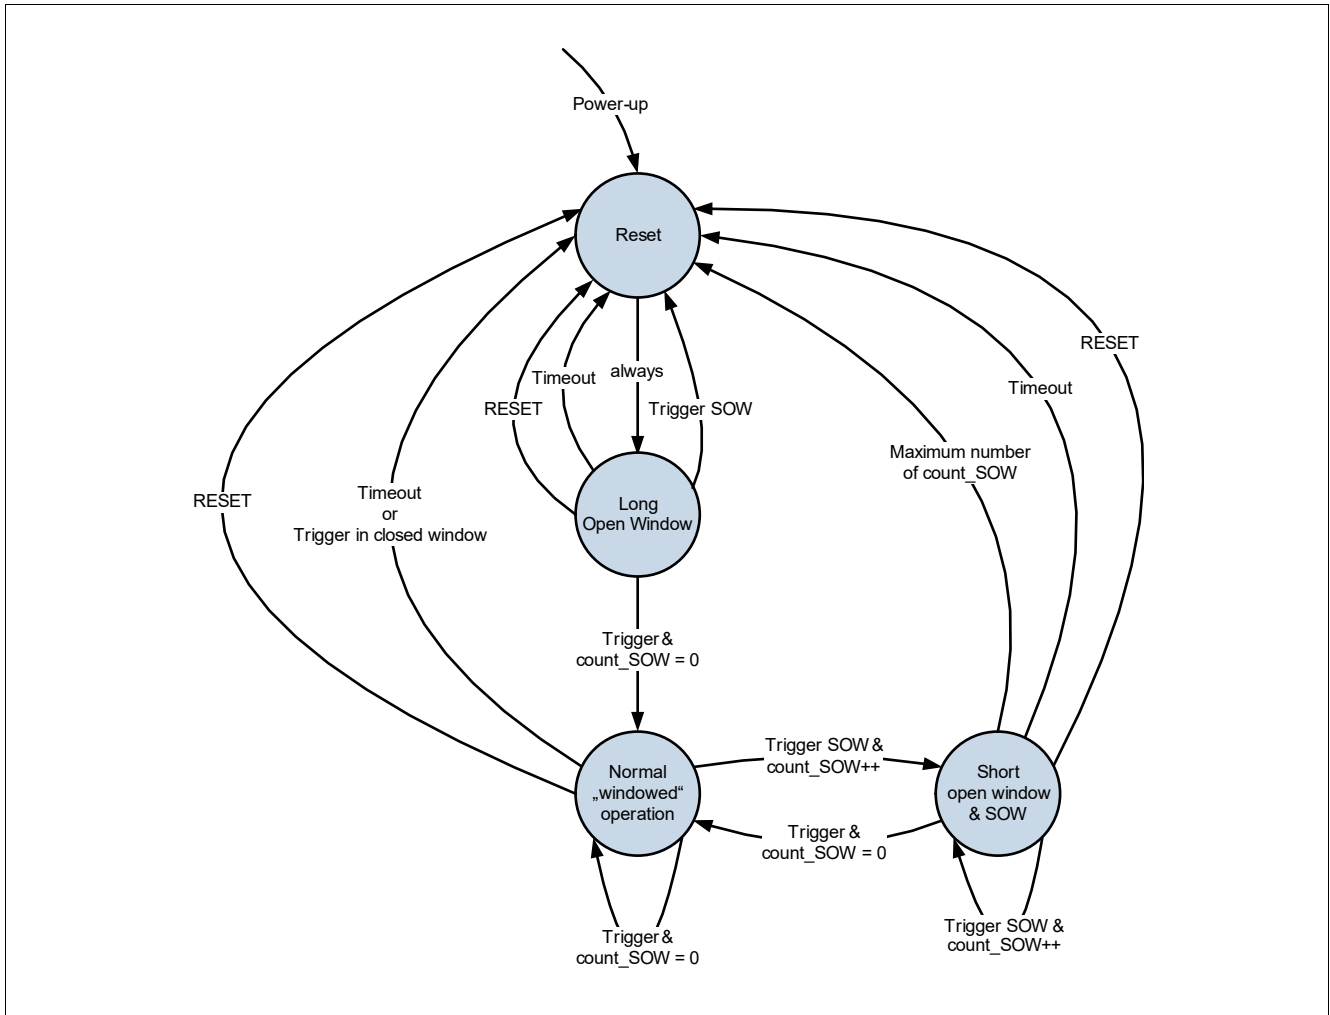 Power-up
Reset
RESET
Timeout
always
Timeout
RESET
Trigger SOW
Maximum number
of count_SOW
RESET
Timeout
or
Trigger in closed window
Long
Open Window
Trigger &
count_SOW = 0
Trigger SOW &
count_SOW++
Normal
„windowed“
operation
Short
open window
& SOW
Trigger &
count_SOW = 0
Trigger &
count_SOW = 0
Trigger SOW &
count_SOW++